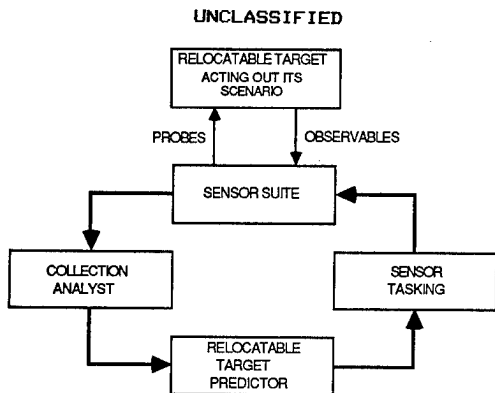 UNCLASSIFIED
RELOCATABLE TARGET
ACTING OUT ITS
SCENARIO
PROBES
OBSERVABLES
SENSOR SUITE
COLLECTION
ANALYST
SENSOR
TASKING
RELOCATABLE
TARGET
PREDICTOR